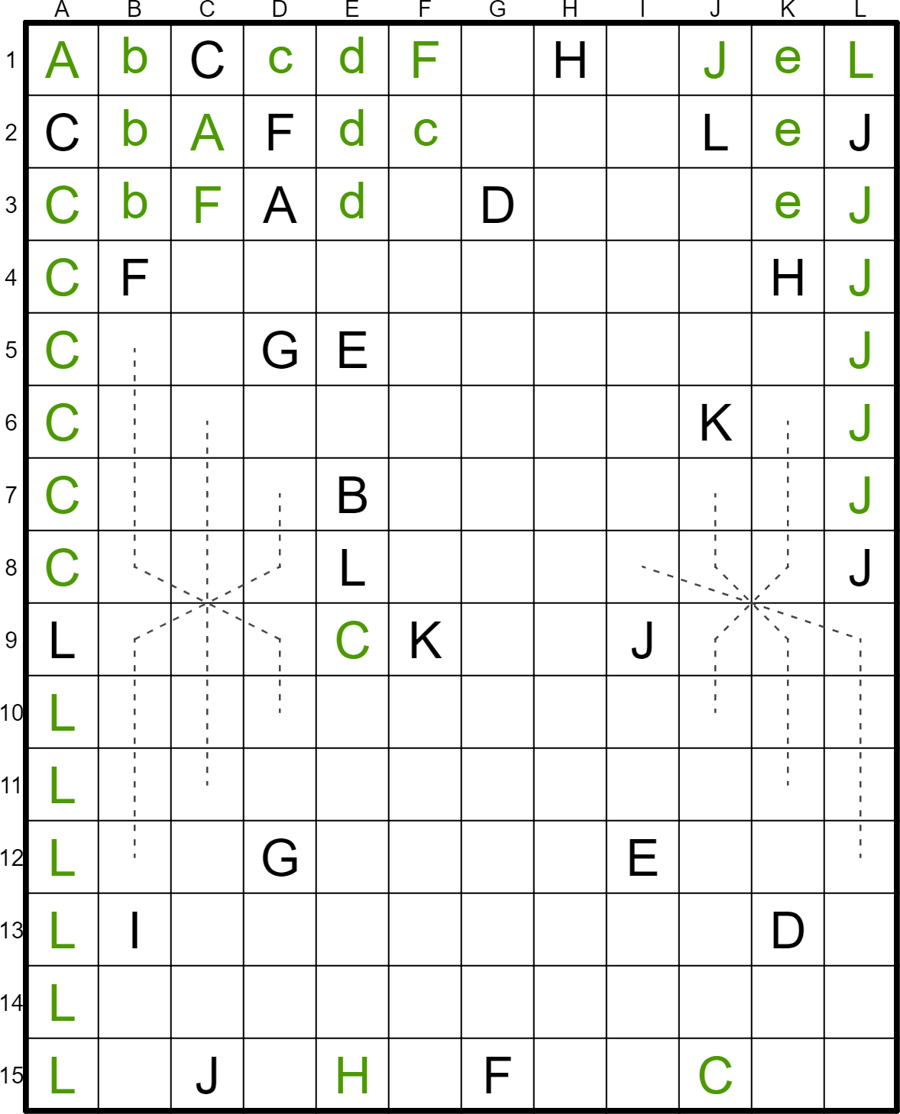 A B C D E F G H I J K L
1 A b C c d F H J e L
2 C b A F d c L e J
3 C b F A d D e J
4 C F H J
5 C G E J
6 C K J
7 C B J
8 C L J
9 L C K J
10 L
11 L
12 L G E
13 L I D
14 L
15 L J H F C